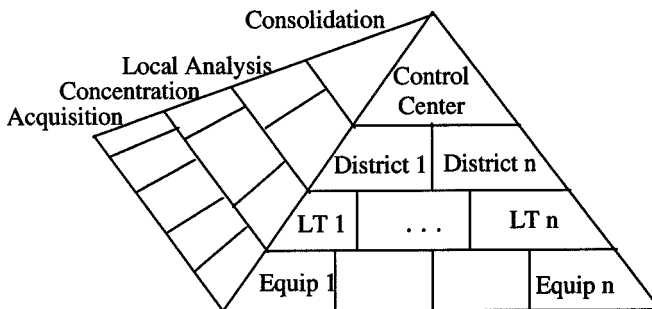 Consolidation
Local Analysis
Concentration
Acquisition
Control
Center
District 1
District n
LT 1
. . .
LT n
Equip 1
Equip n